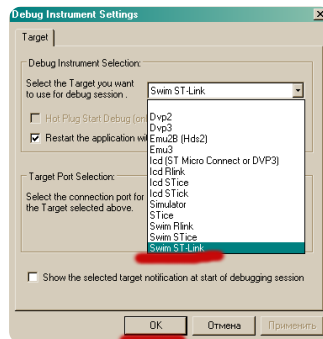 Debug Instrument Settings
Target
Debug Instrument Selection:
Select the Target you want
to use for debug session .
Swim ST-Link
Hot Plug Start Debug (on
Restart the application wi
Dvp2
Dvp3
Emu2B (Hds2)
Emu3
Icd (ST Micro Connect or DVP3)
Icd Rlink
Icd STice
Icd STick
Simulator
STice
Swim Rlink
Swim STice
Swim ST-Link
Target Port Selection:
Select the connection port for
the Target selected above.
Show the selected target notification at start of debugging session
OK
Отмена
Применить